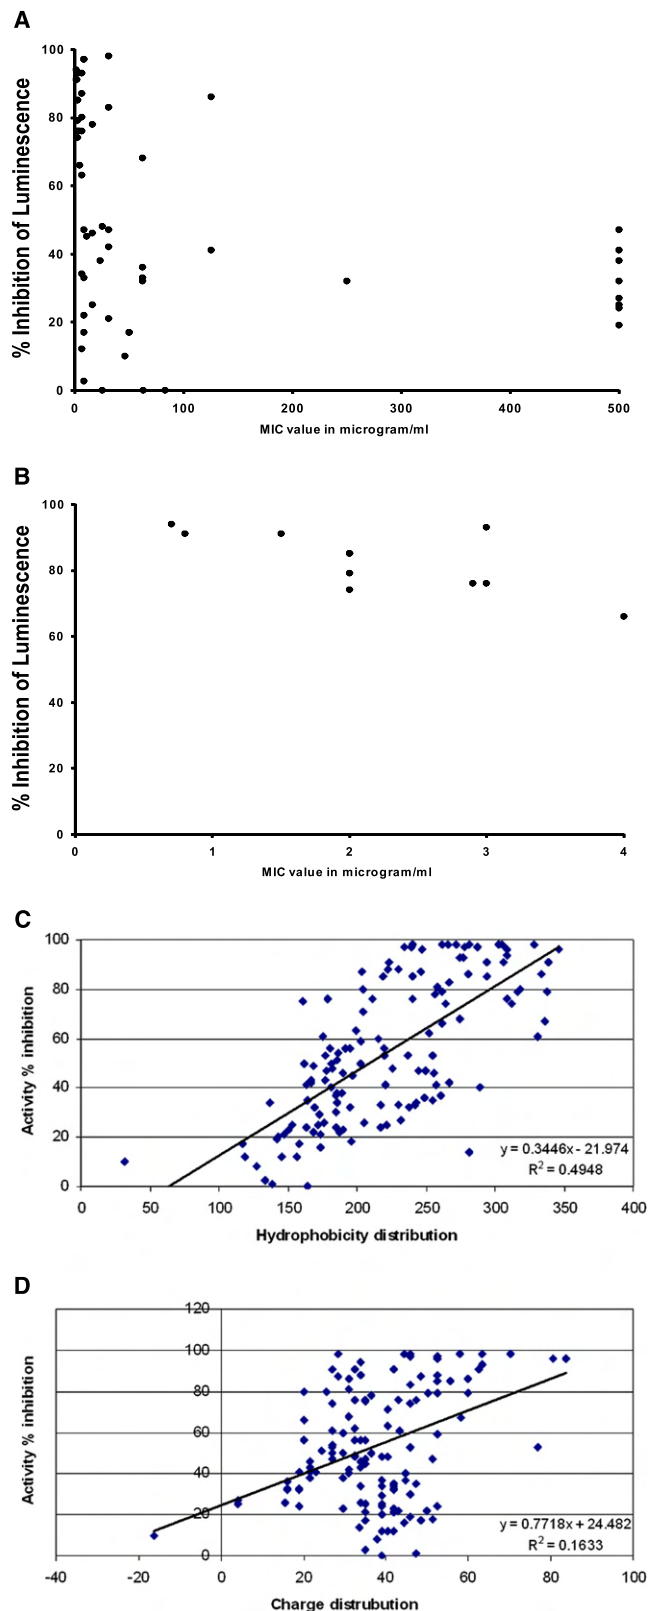 A
100
80
60
40
20
0
% Inhibition of Luminescence
0 100 200 300 400 500
MIC value in microgram/ml
B
100
80
60
40
20
0
% Inhibition of Luminescence
0 1 2 3 4
MIC value in microgram/ml
C
100
80
60
40
20
0
Activity % inhibition
y = 0.3446x - 21.974
R² = 0.4948
0 50 100 150 200 250 300 350 400
Hydrophobicity distribution
D
120
100
80
60
40
20
0
Activity % inhibition
y = 0.7718x + 24.482
R² = 0.1633
-40 -20 0 20 40 60 80 100
Charge distrubution